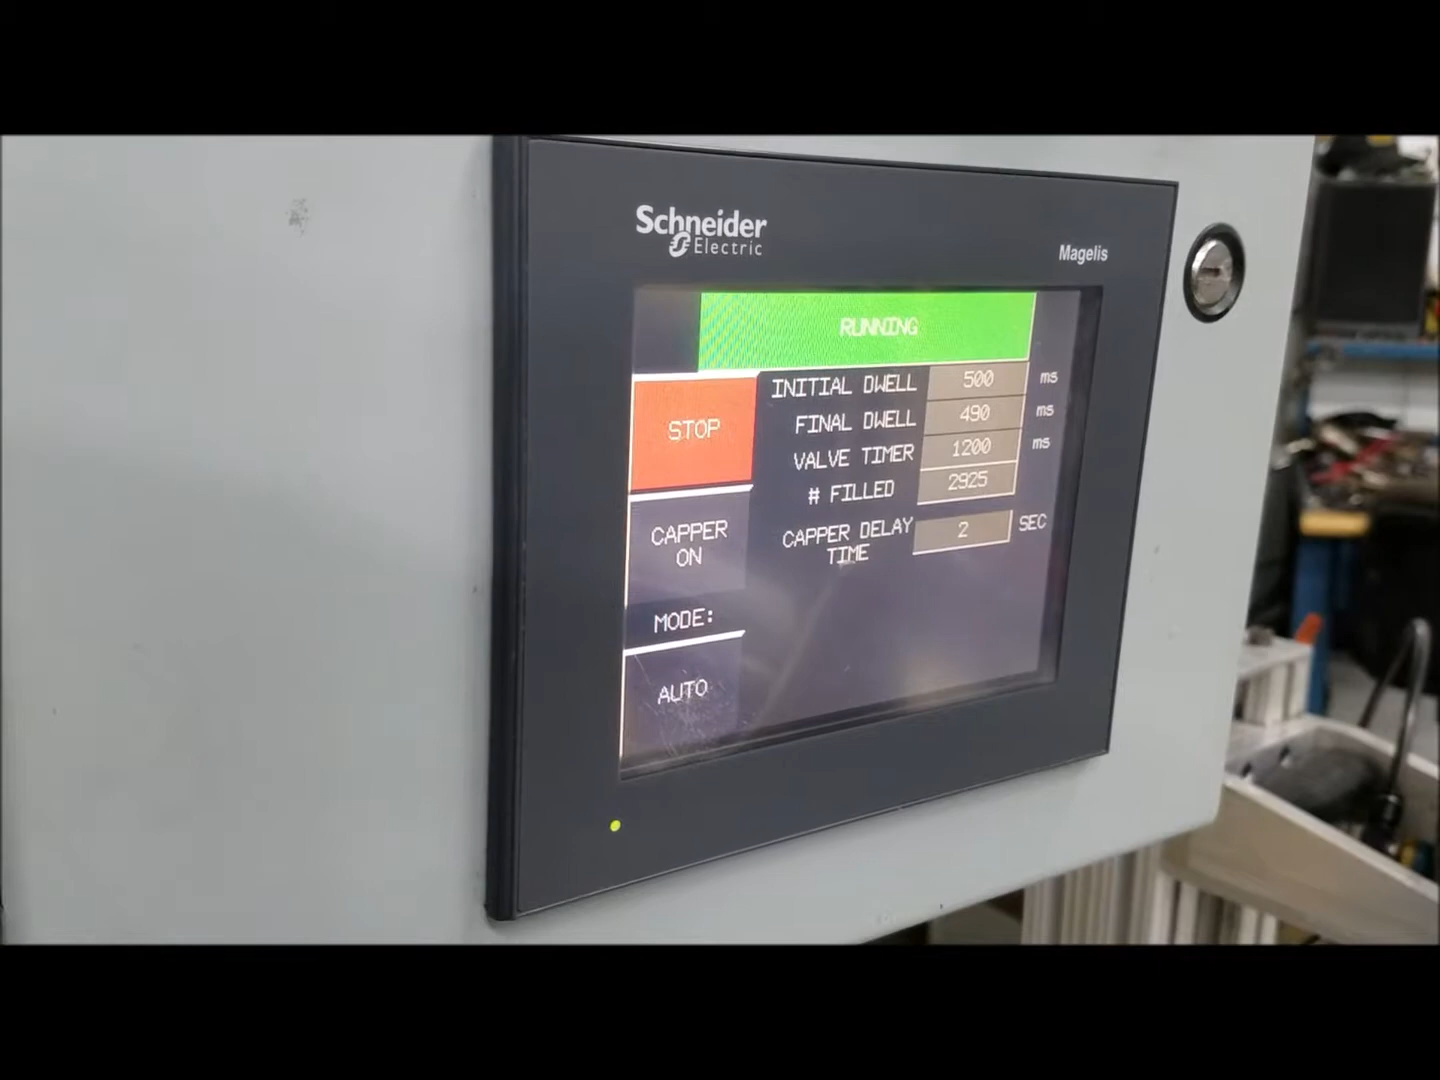 Schneider
Electric
Magelis
RUNNING
STOP
INITIAL DWELL 500 ms
FINAL DWELL 490 ms
VALVE TIMER 1200 ms
# FILLED 2925
CAPPER DELAY TIME 2 SEC
CAPPER
ON
MODE:
AUTO